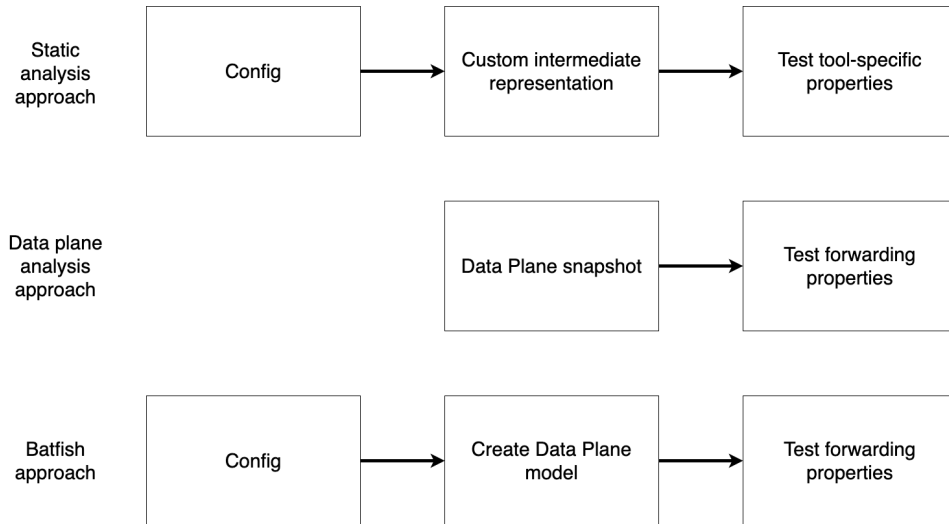 Static
analysis
approach
Config
Custom intermediate
representation
Test tool-specific
properties
Data plane
analysis
approach
Data Plane snapshot
Test forwarding
properties
Batfish
approach
Config
Create Data Plane
model
Test forwarding
properties